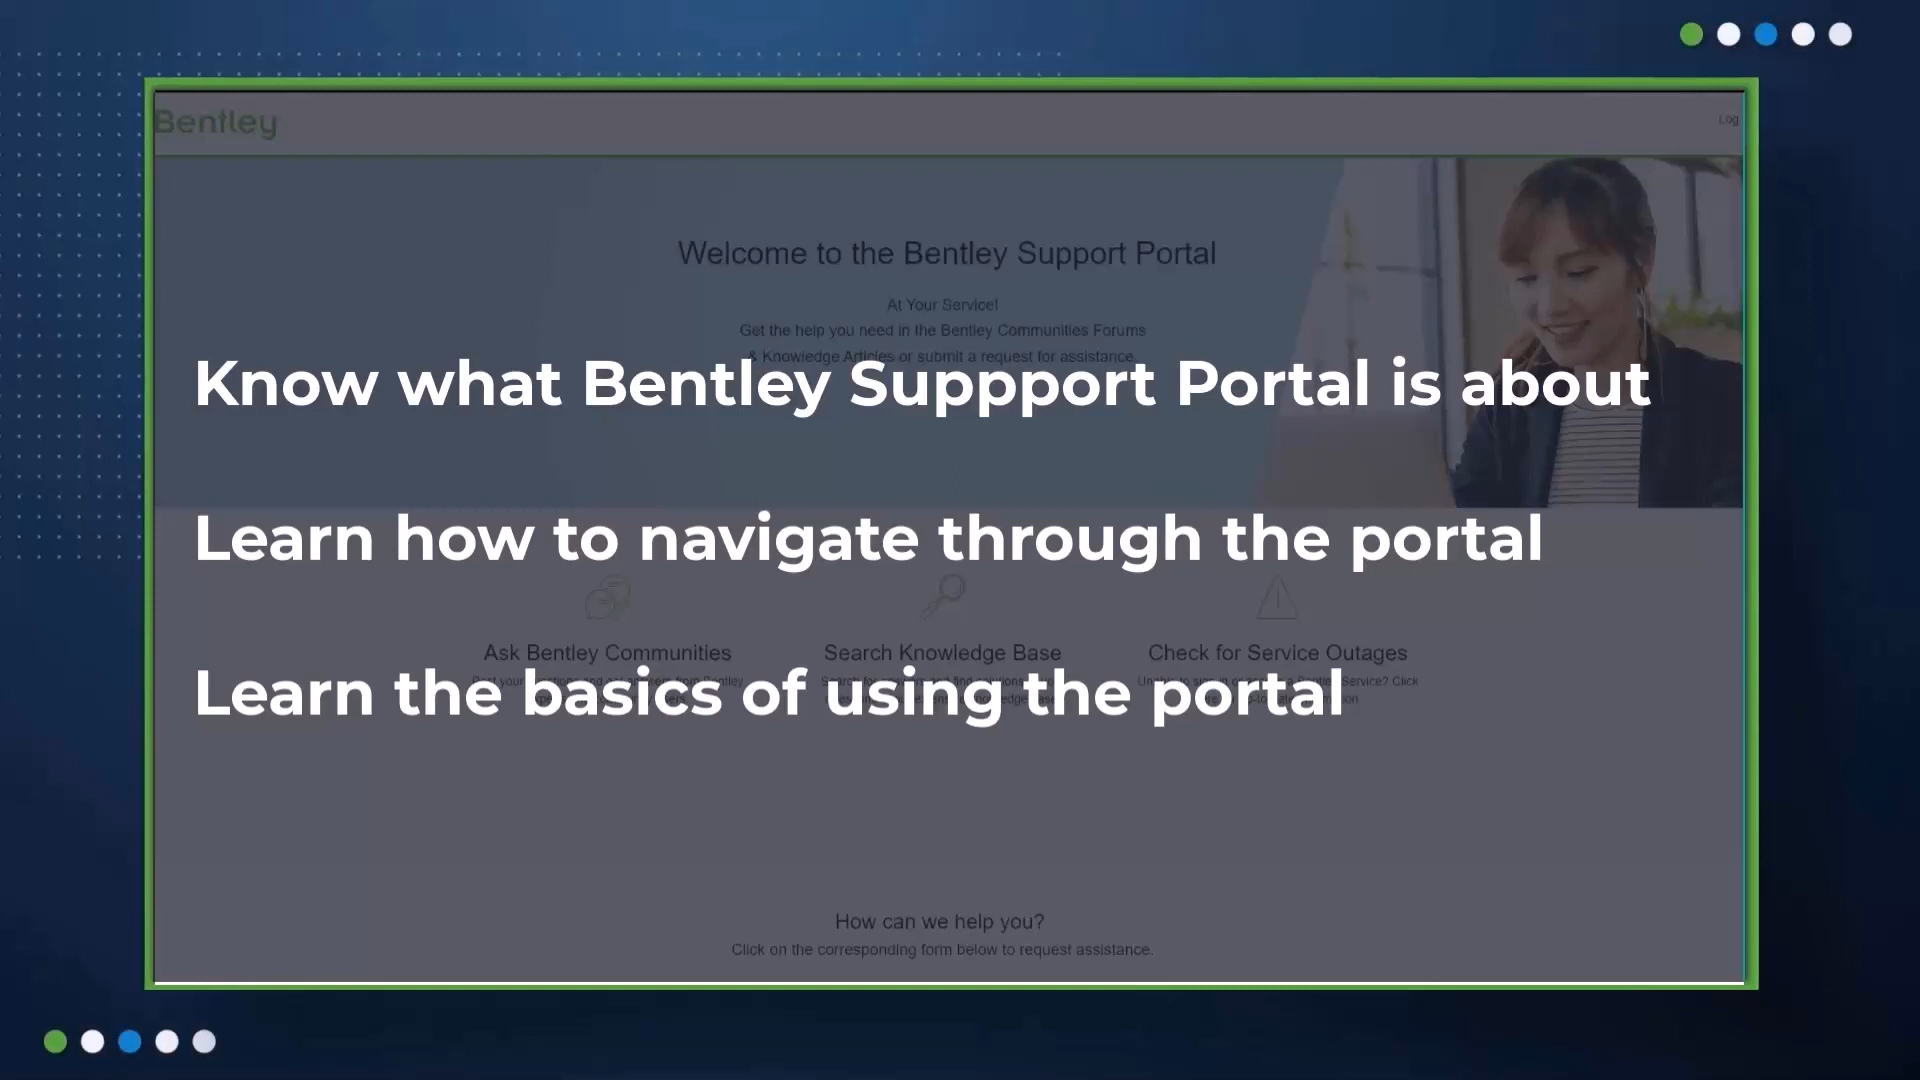 Bentley
Log
Welcome to the Bentley Support Portal
At Your Service!
Get the help you need in the Bentley Communities Forums
& Knowledge Articles or submit a request for assistance.
Know what Bentley Suppport Portal is about
Learn how to navigate through the portal
Ask Bentley Communities
Search Knowledge Base
Check for Service Outages
Service? Click
Learn the basics of using the portal
How can we help you?
Click on the corresponding form below to request assistance.